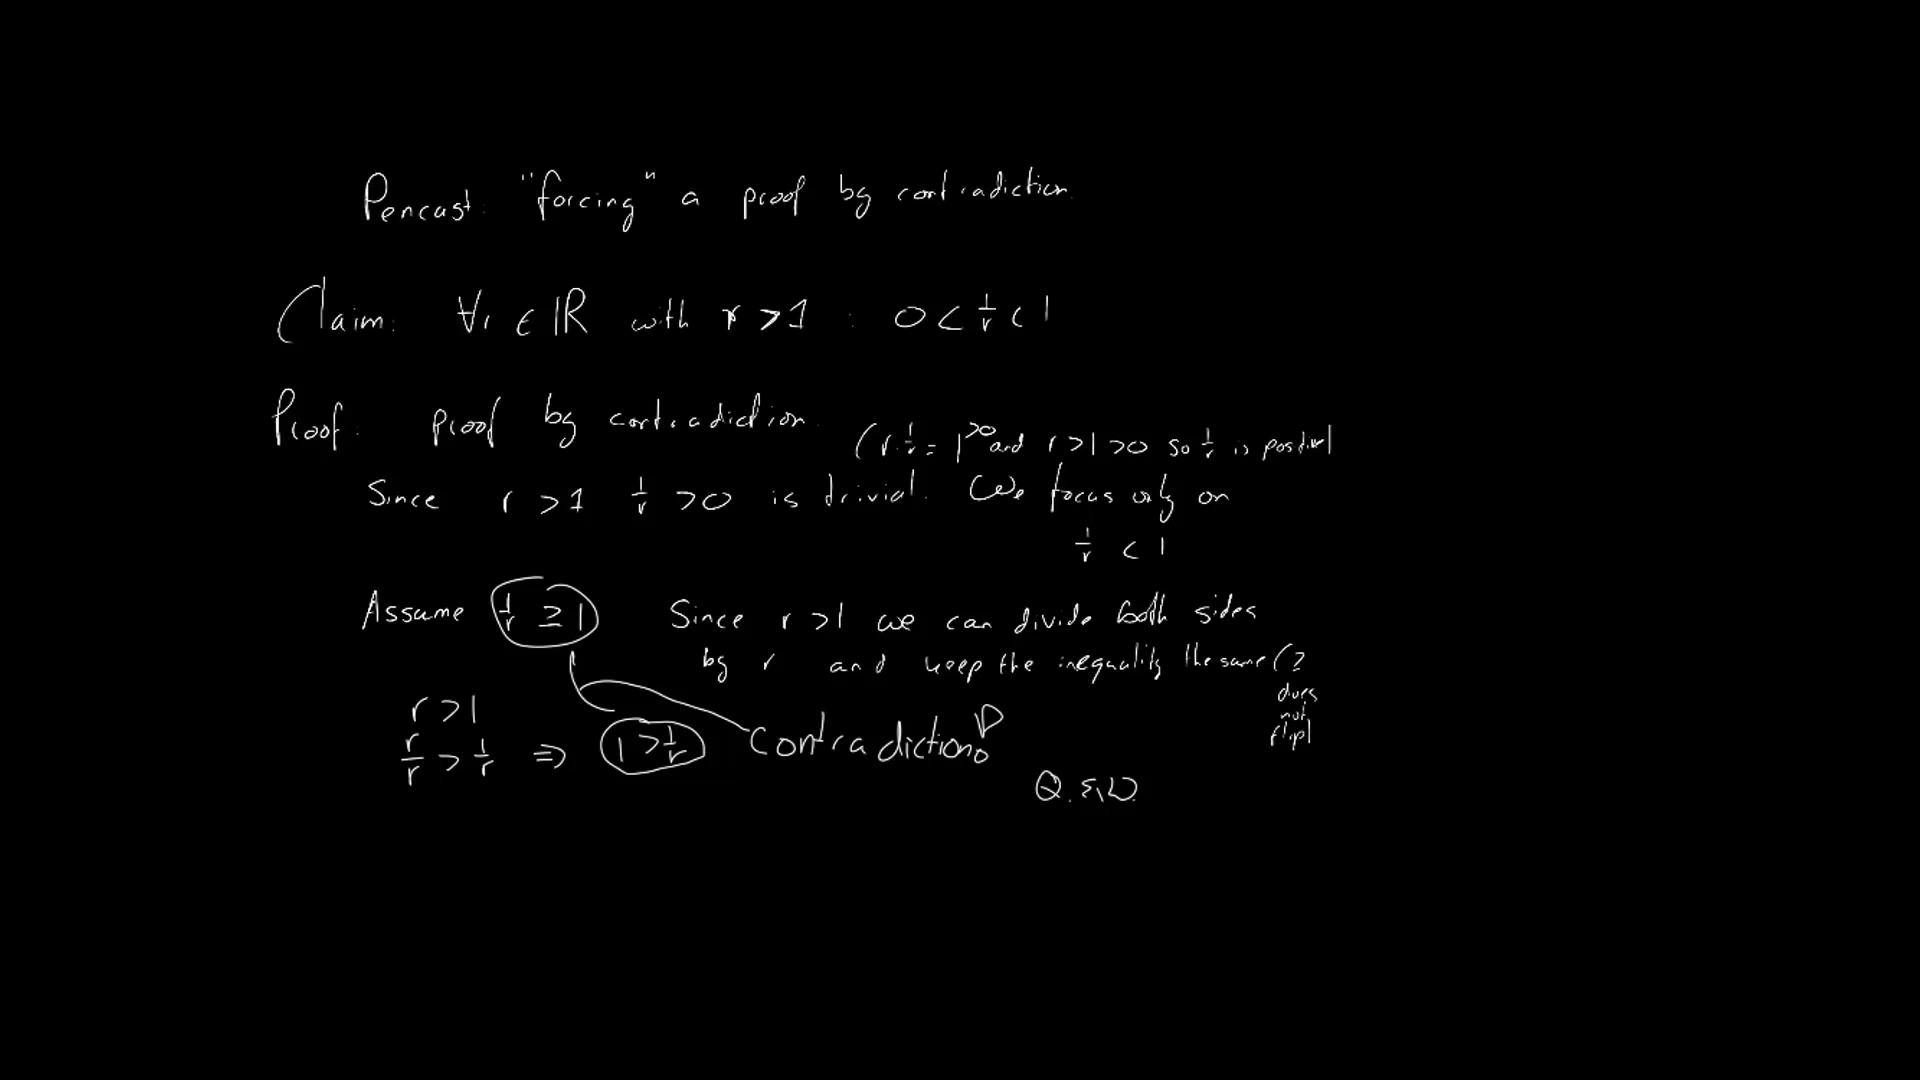 Pencast: "forcing" a proof by contradiction.
Claim: ∀r ∈ ℝ with r > 1 : 0 < 1/r < 1
Proof: proof by contradiction.
(r · 1/r = 1 >0 and r > 1 > 0 so 1/r is positive)
Since r > 1 1/r > 0 is trivial. We focus only on
1/r < 1
Assume 1/r ≥ 1 Since r > 1 we can divide both sides
by r and keep the inequality the same (>
does
not
flip)
r > 1
r/r > 1/r ⇒ 1 > 1/r Contradiction!
Q.E.D.